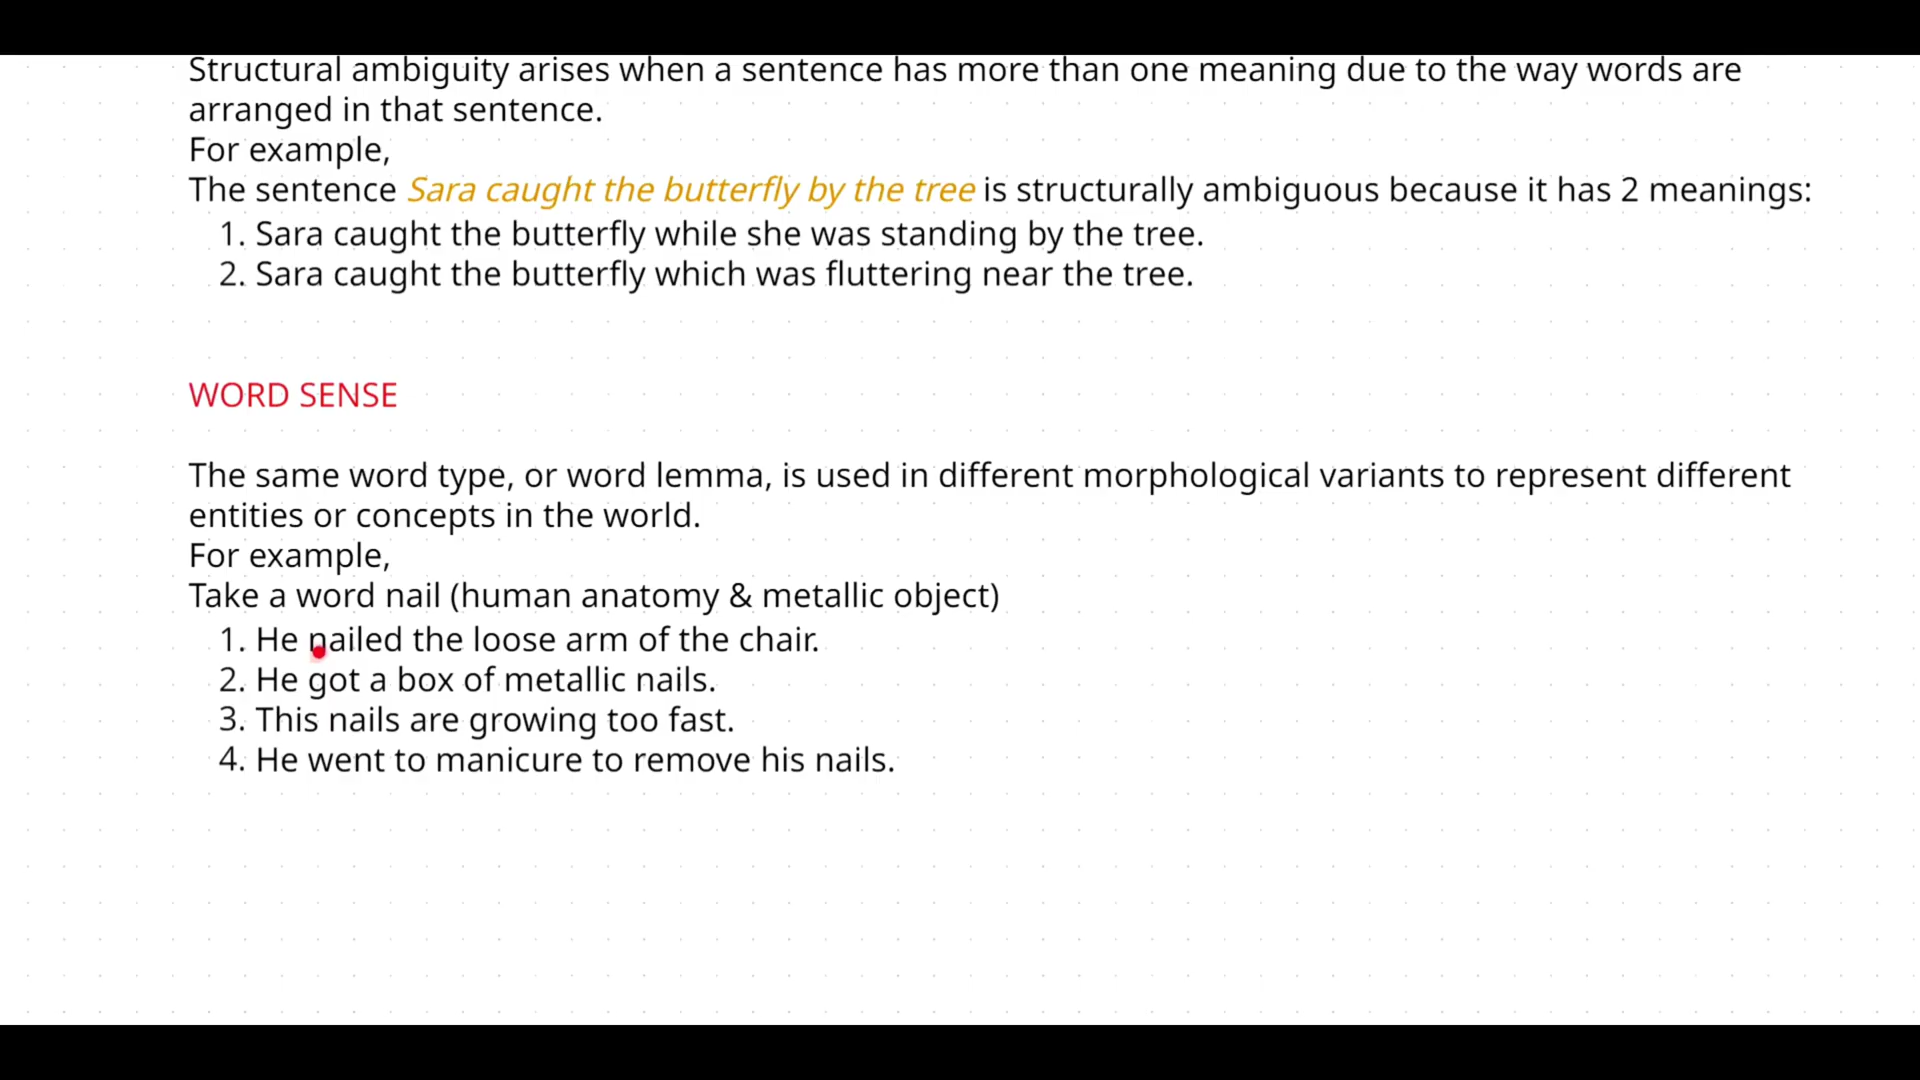 Structural ambiguity arises when a sentence has more than one meaning due to the way words are
arranged in that sentence.
For example,
The sentence Sara caught the butterfly by the tree is structurally ambiguous because it has 2 meanings:
1. Sara caught the butterfly while she was standing by the tree.
2. Sara caught the butterfly which was fluttering near the tree.
WORD SENSE
The same word type, or word lemma, is used in different morphological variants to represent different
entities or concepts in the world.
For example,
Take a word nail (human anatomy & metallic object)
1. He nailed the loose arm of the chair.
2. He got a box of metallic nails.
3. This nails are growing too fast.
4. He went to manicure to remove his nails.